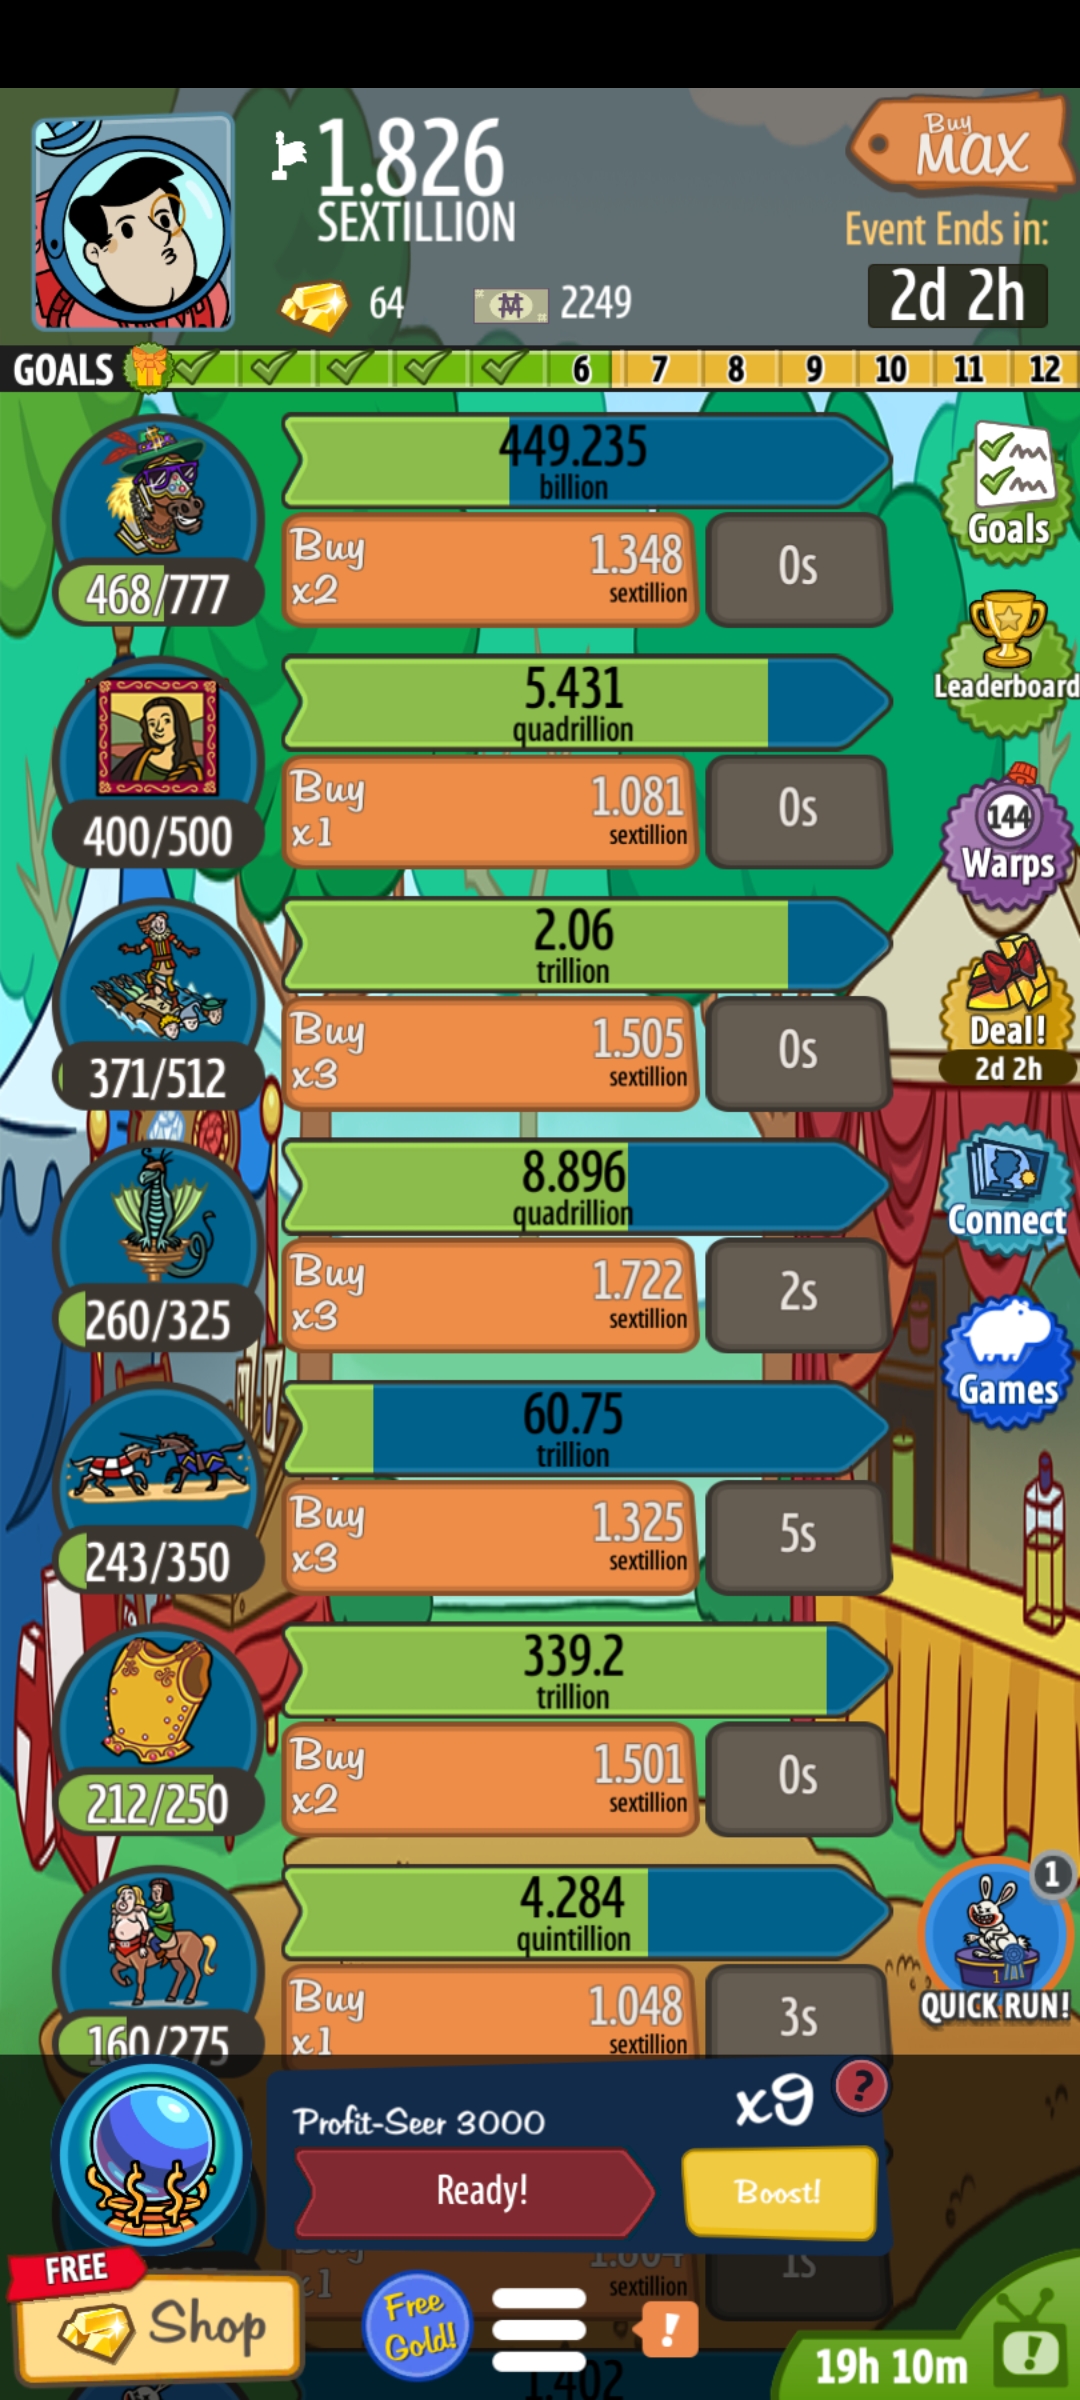 1.826
SEXTILLION
Buy
MAX
Event Ends in:
2d 2h
64
2249
GOALS 6 7 8 9 10 11 12
449.235
billion
Buy
x2
1.348
sextillion
0s
468/777
Goals
5.431
quadrillion
Buy
x1
1.081
sextillion
0s
400/500
Leaderboard
144
Warps
2.06
trillion
Buy
x3
1.505
sextillion
0s
371/512
Deal!
2d 2h
8.896
quadrillion
Buy
x3
1.722
sextillion
2s
260/325
Connect
60.75
trillion
Buy
x3
1.325
sextillion
5s
243/350
Games
339.2
trillion
Buy
x2
1.501
sextillion
0s
212/250
4.284
quintillion
Buy
x1
1.048
sextillion
3s
160/275
1
QUICK RUN!
Profit-Seer 3000
x9
?
Ready!
Boost!
x1
sextillion
1s
FREE
Shop
Free
Gold!
!
19h 10m
!
1.402